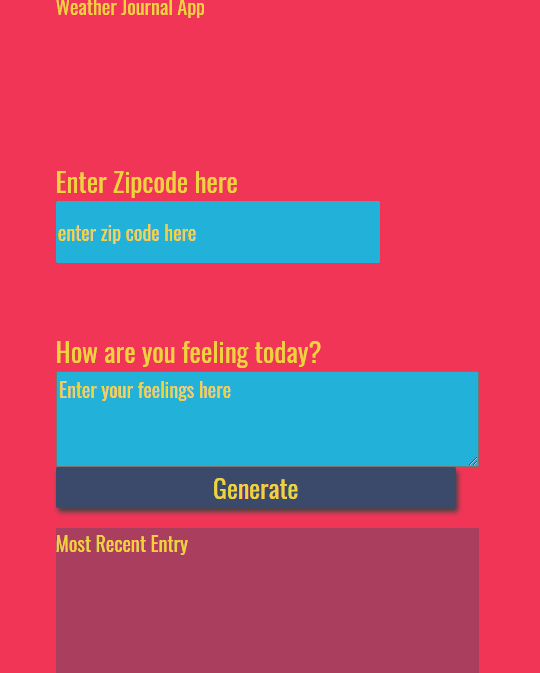 Weather Journal App
Enter Zipcode here
enter zip code here
How are you feeling today?
Enter your feelings here
Generate
Most Recent Entry